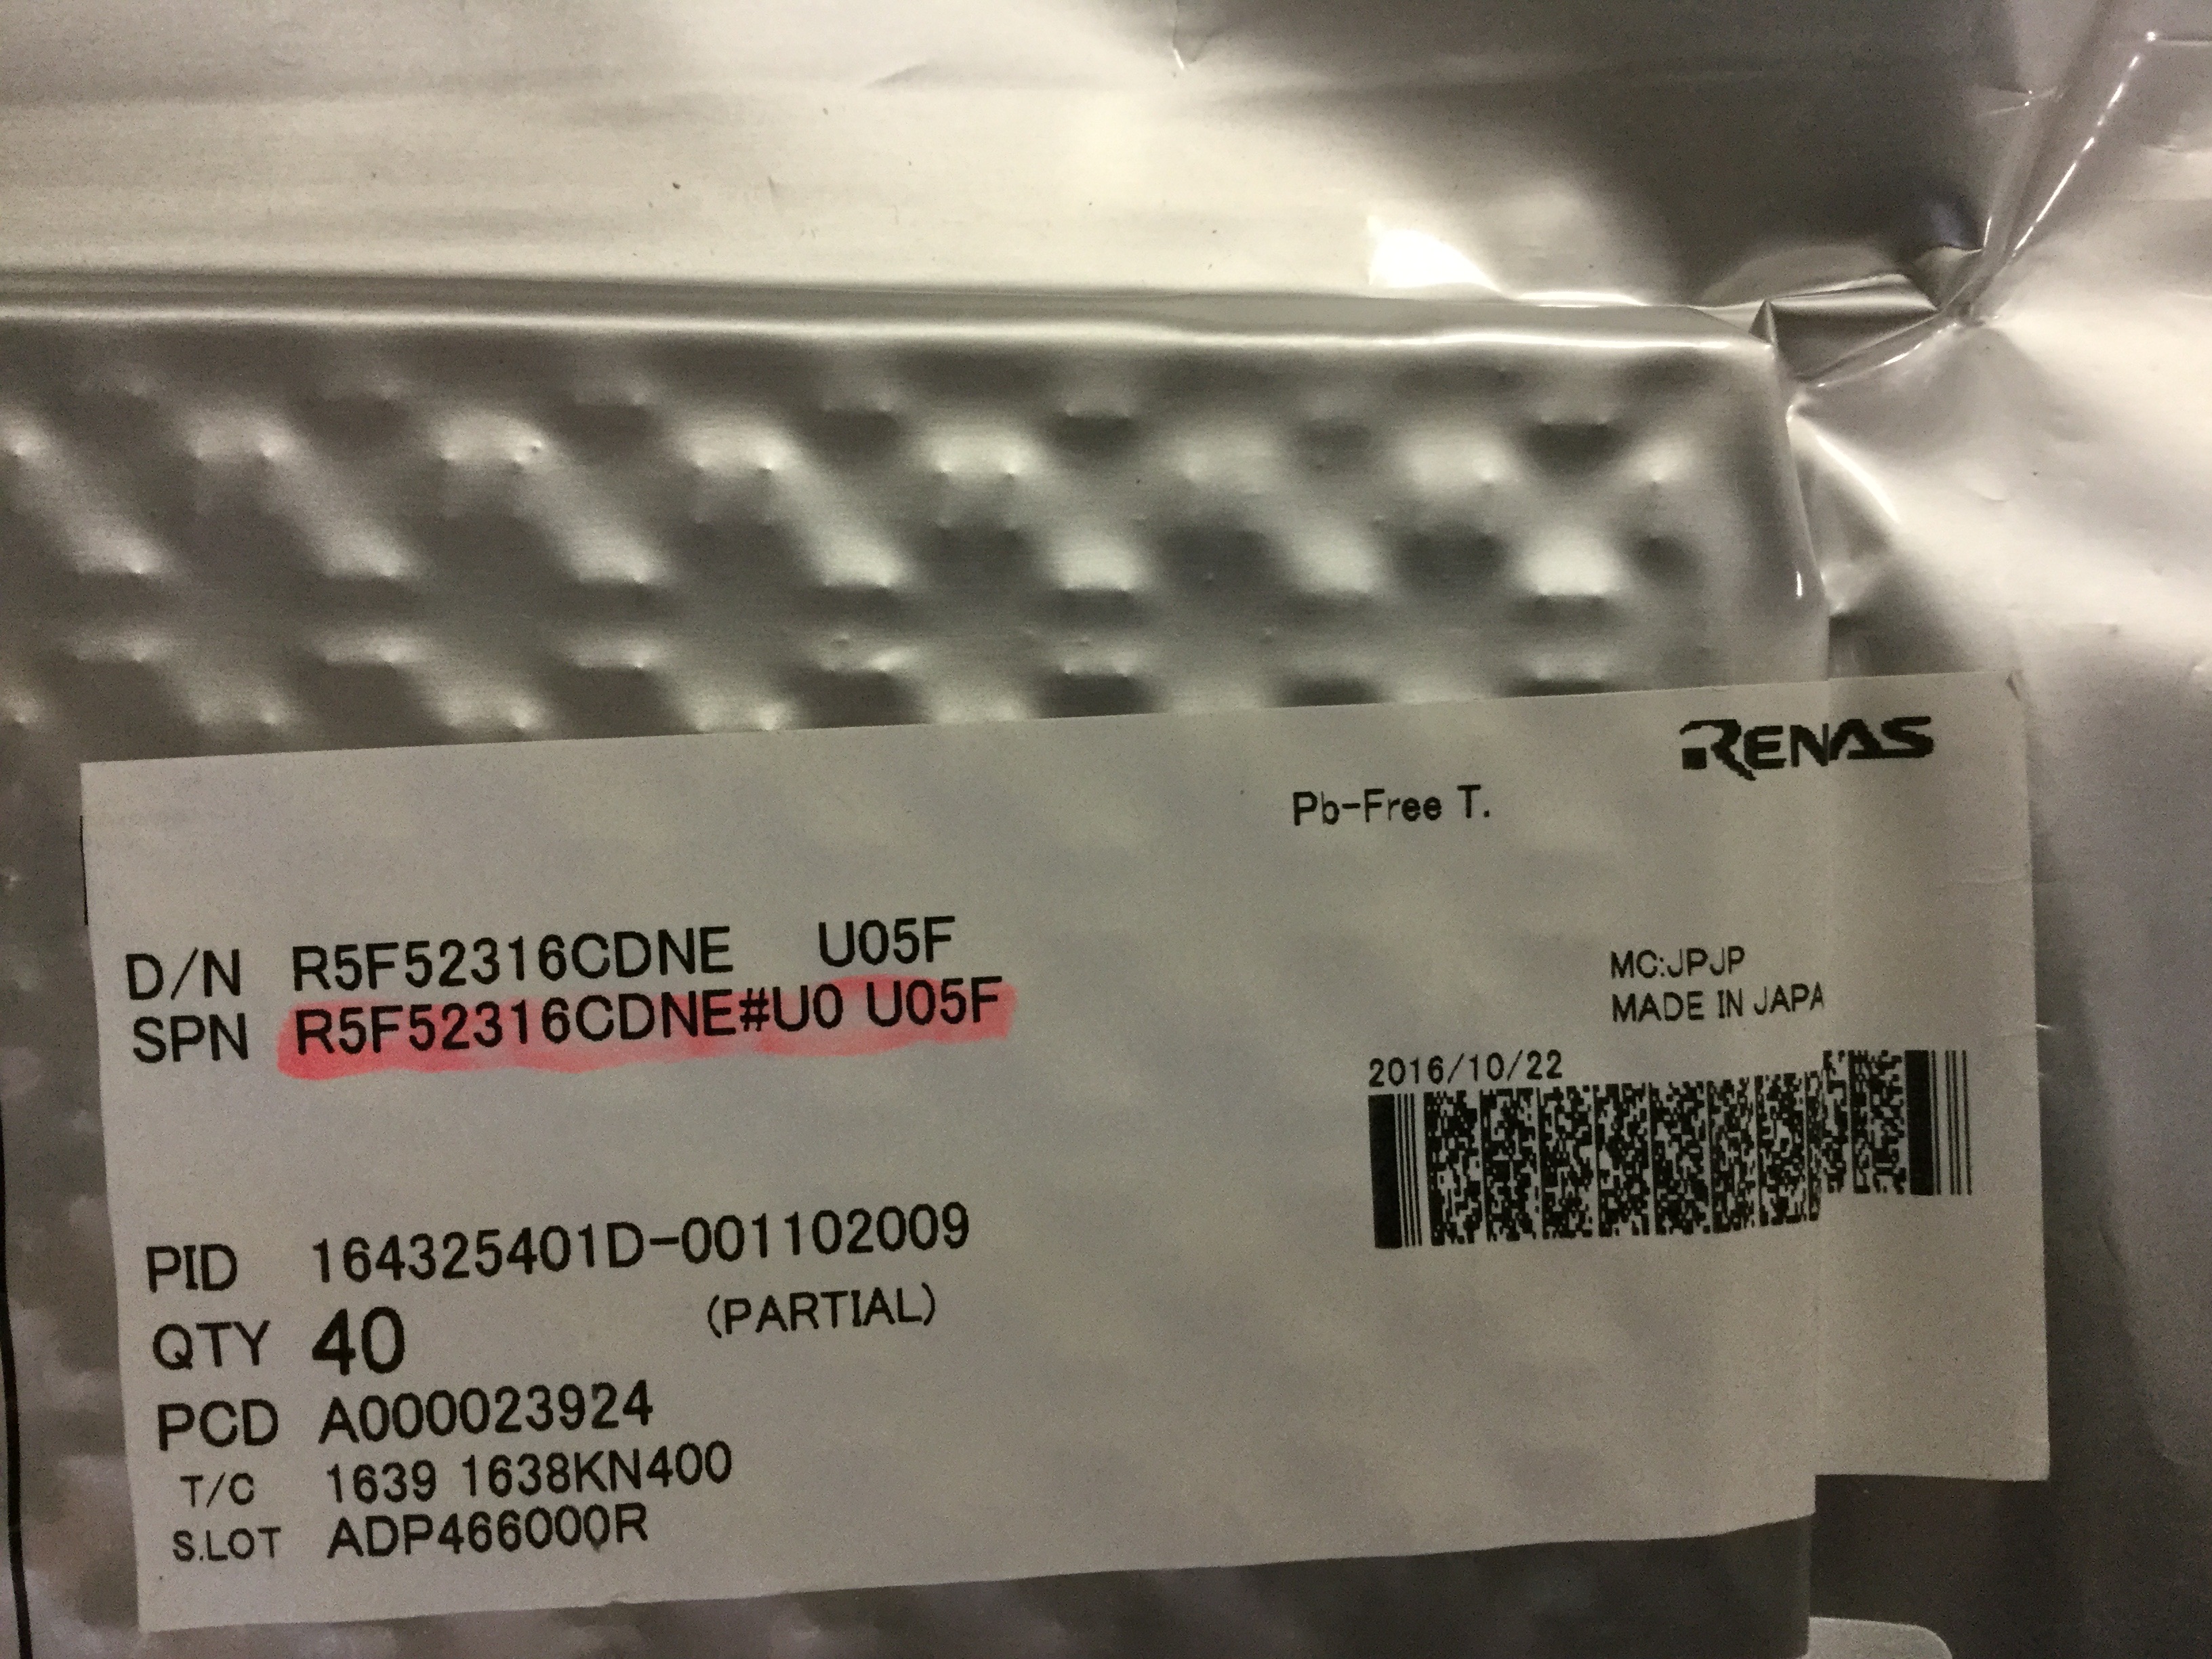 RENAS
Pb-Free T.
D/N R5F52316CDNE U05F
SPN R5F52316CDNE#U0 U05F
MC:JPJP
MADE IN JAPA
2016/10/22
PID 164325401D-001102009
QTY 40 (PARTIAL)
PCD A000023924
T/C 1639 1638KN400
S.LOT ADP466000R